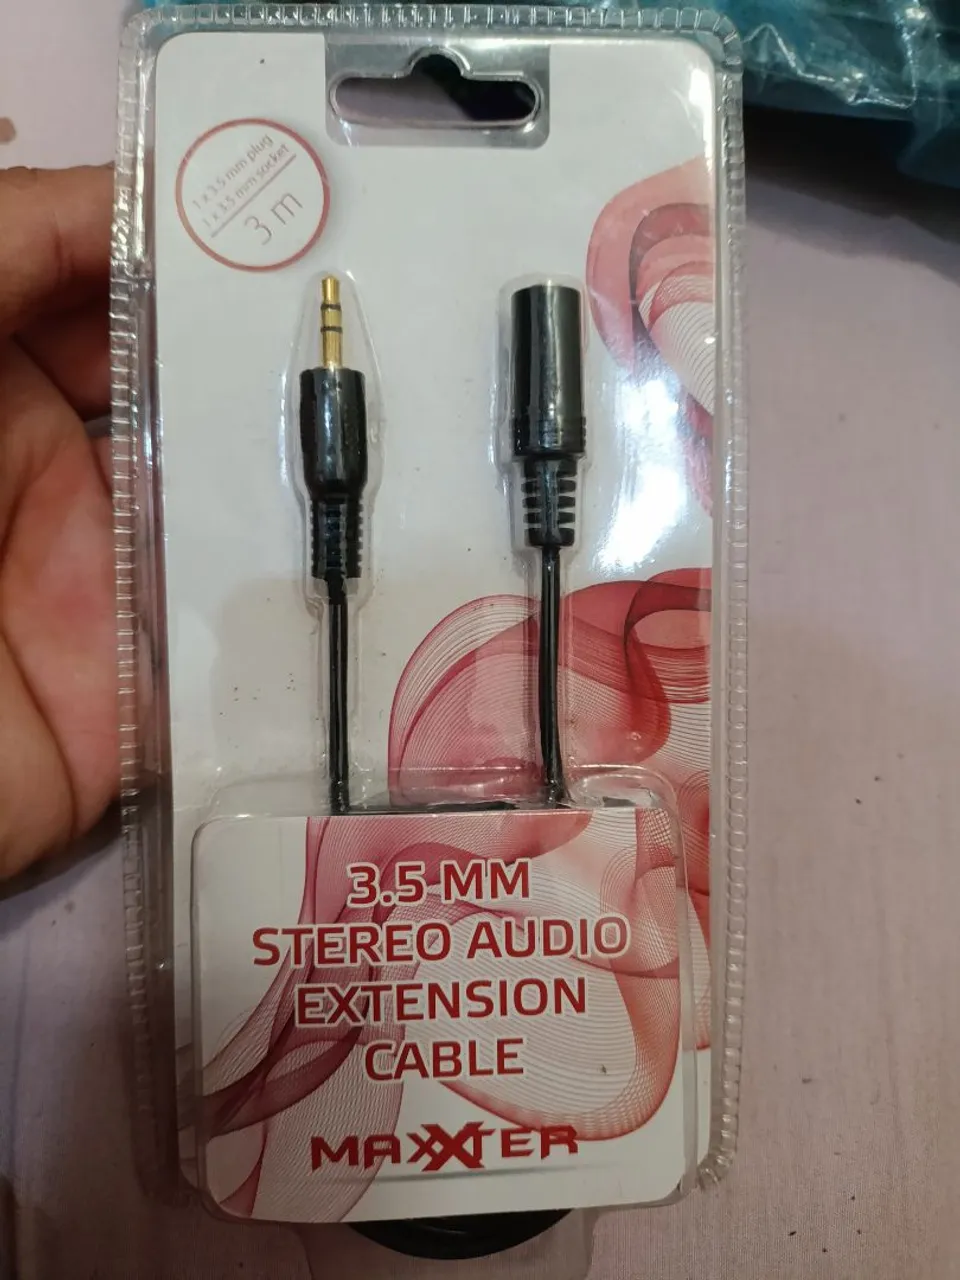 1 x 3.5 mm plug
1 x 3.5 mm socket
3 m
3.5 MM
STEREO AUDIO
EXTENSION
CABLE
MAXXTER